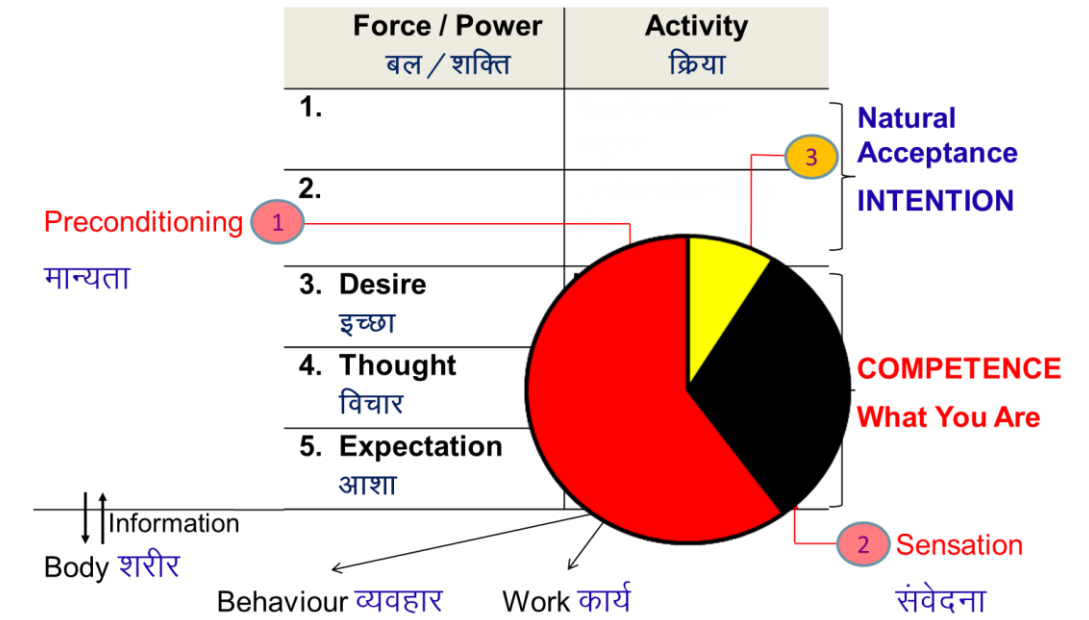 Force / Power
बल / शक्ति
Activity
क्रिया
1.
Natural
Acceptance
3
INTENTION
2.
Preconditioning 1
मान्यता
3. Desire
इच्छा
4. Thought
विचार
COMPETENCE
What You Are
5. Expectation
आशा
Information
Body शरीर
2 Sensation
Behaviour व्यवहार
Work कार्य
संवेदना